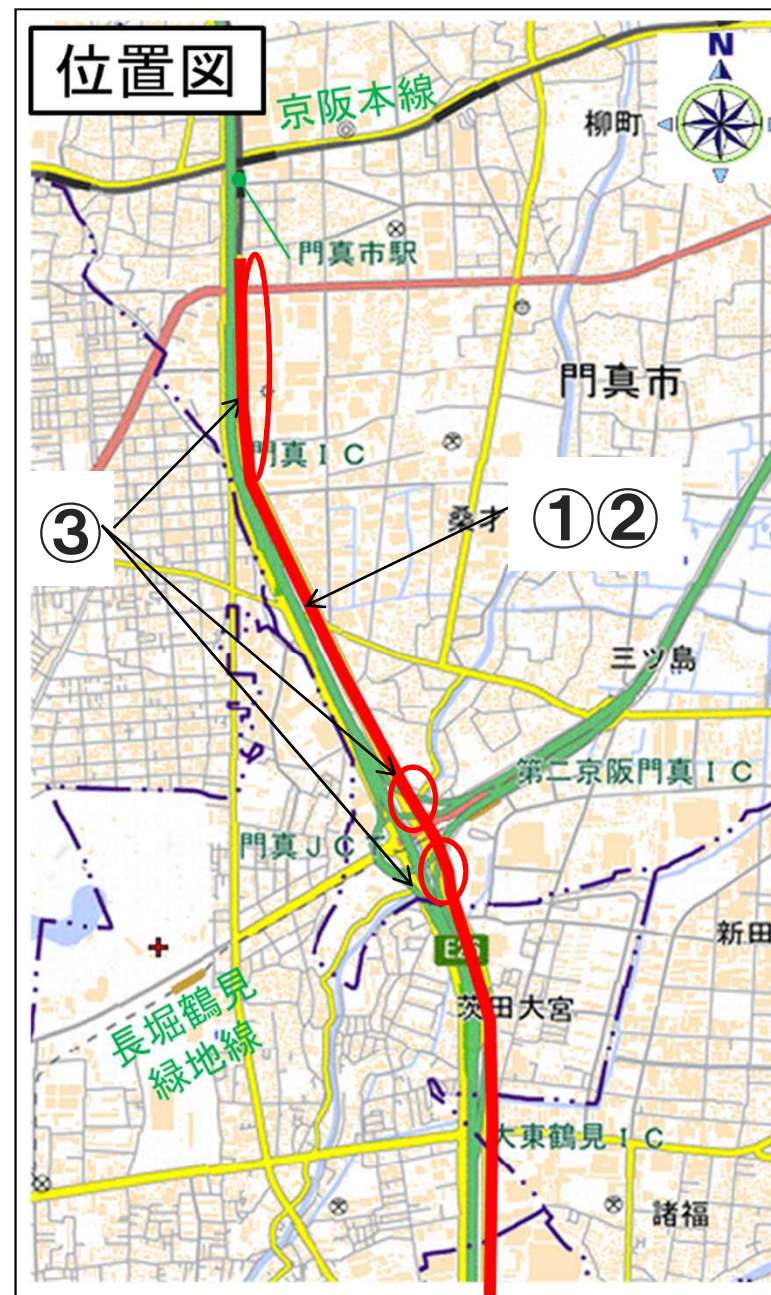 位置図
N
京阪本線
柳町
門真市駅
門真市
門真IC
③
①②
桑才
三ツ島
第二京阪門真IC
門真JCT
新田
E26
長堀鶴見
緑地線
茨田大宮
大東鶴見IC
諸福